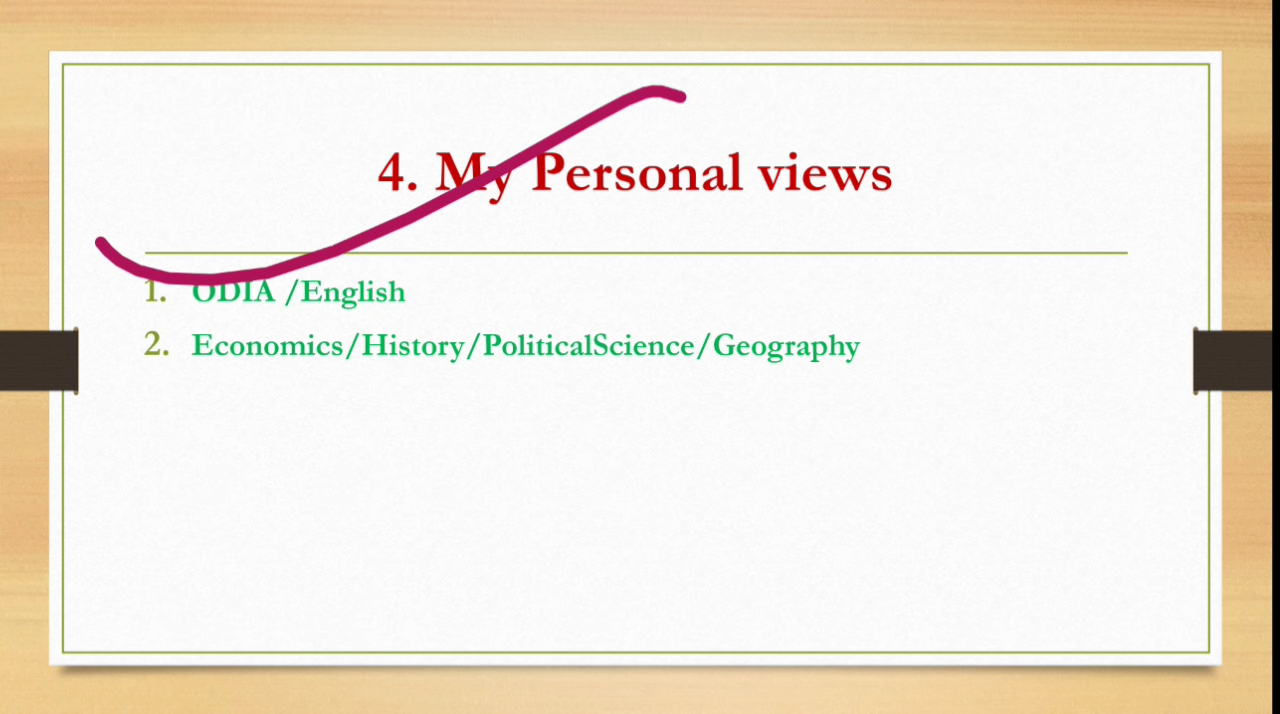 4. My Personal views
1. ODIA /English
2. Economics/History/PoliticalScience/Geography